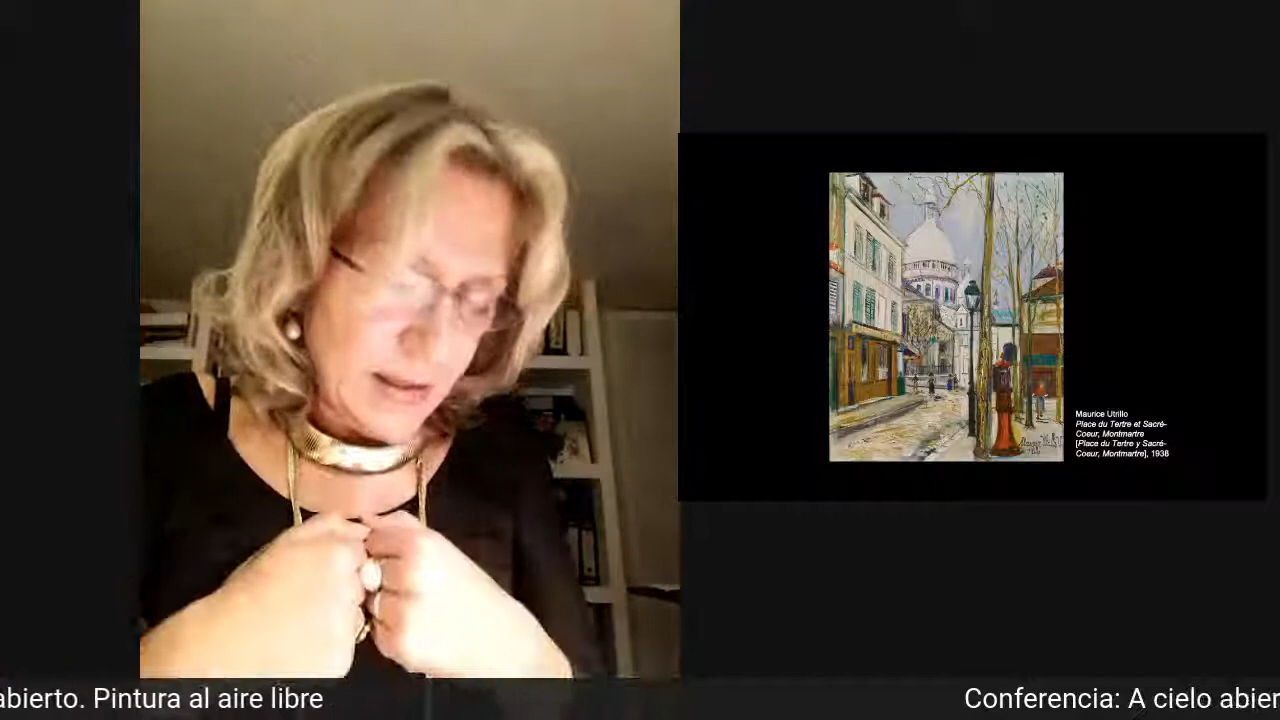 Maurice Utrillo
Place du Tertre et Sacré-
Coeur, Montmartre
[Place du Tertre y Sacré-
Coeur, Montmartre], 1938
abierto. Pintura al aire libre
Conferencia: A cielo abier